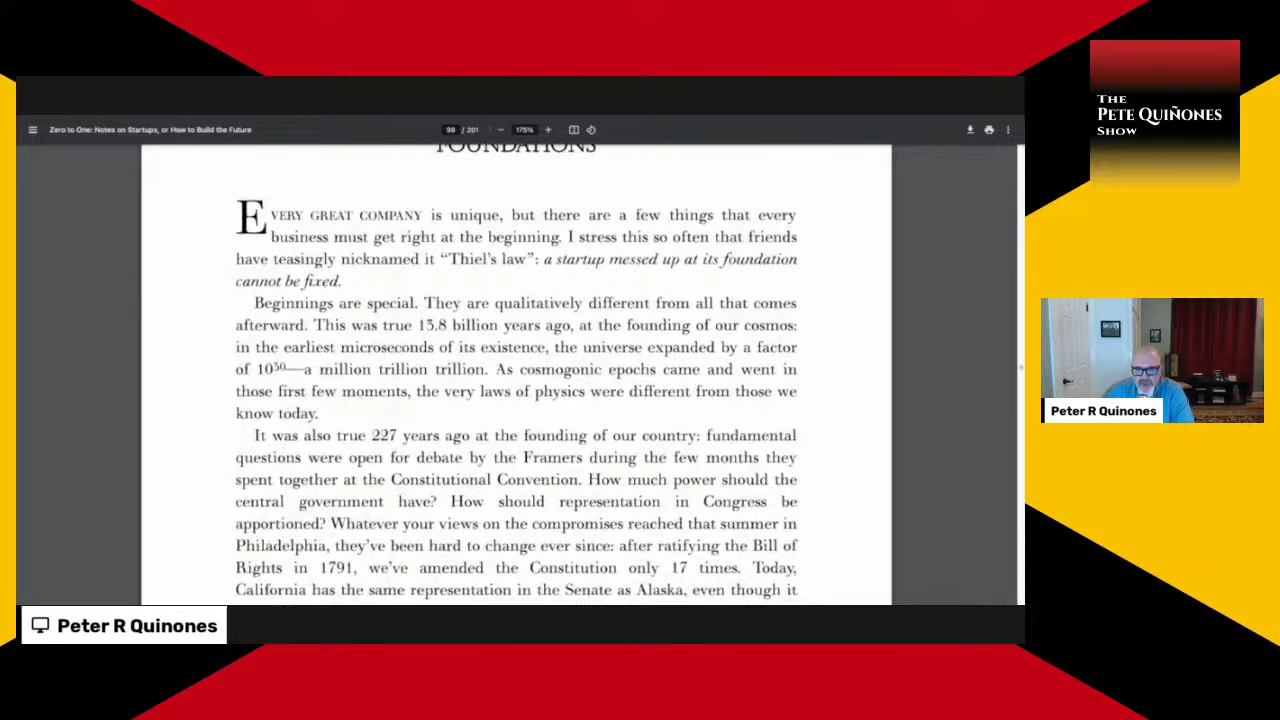 THE
PETE QUIÑONES
SHOW
Zero to One: Notes on Startups, or How to Build the Future
98 / 201
175%
FOUNDATIONS
EVERY GREAT COMPANY is unique, but there are a few things that every
business must get right at the beginning. I stress this so often that friends
have teasingly nicknamed it “Thiel’s law”: a startup messed up at its foundation
cannot be fixed.
Beginnings are special. They are qualitatively different from all that comes
afterward. This was true 13.8 billion years ago, at the founding of our cosmos:
in the earliest microseconds of its existence, the universe expanded by a factor
of 10³⁰—a million trillion trillion. As cosmogonic epochs came and went in
those first few moments, the very laws of physics were different from those we
know today.
It was also true 227 years ago at the founding of our country: fundamental
questions were open for debate by the Framers during the few months they
spent together at the Constitutional Convention. How much power should the
central government have? How should representation in Congress be
apportioned? Whatever your views on the compromises reached that summer in
Philadelphia, they’ve been hard to change ever since: after ratifying the Bill of
Rights in 1791, we’ve amended the Constitution only 17 times. Today,
California has the same representation in the Senate as Alaska, even though it
Peter R Quinones
Peter R Quinones